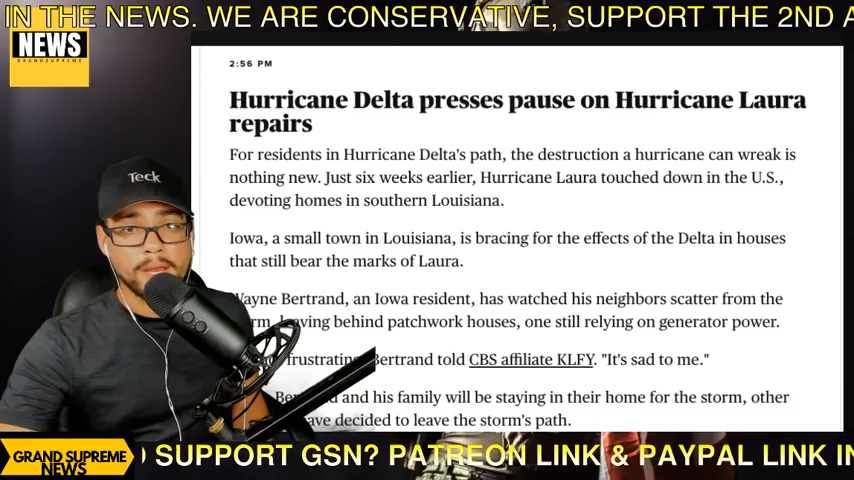 IN THE NEWS. WE ARE CONSERVATIVE, SUPPORT THE 2ND A
NEWS
GRANDSUPREME
2:56 PM
Hurricane Delta presses pause on Hurricane Laura
repairs
For residents in Hurricane Delta's path, the destruction a hurricane can wreak is
nothing new. Just six weeks earlier, Hurricane Laura touched down in the U.S.,
devoting homes in southern Louisiana.
Iowa, a small town in Louisiana, is bracing for the effects of the Delta in houses
that still bear the marks of Laura.
Wayne Bertrand, an Iowa resident, has watched his neighbors scatter from the
leaving behind patchwork houses, one still relying on generator power.
frustrating Bertrand told CBS affiliate KLFY. "It's sad to me."
and his family will be staying in their home for the storm, other
have decided to leave the storm's path.
Teck
GRAND SUPREME
NEWS
SUPPORT GSN? PATREON LINK & PAYPAL LINK IN